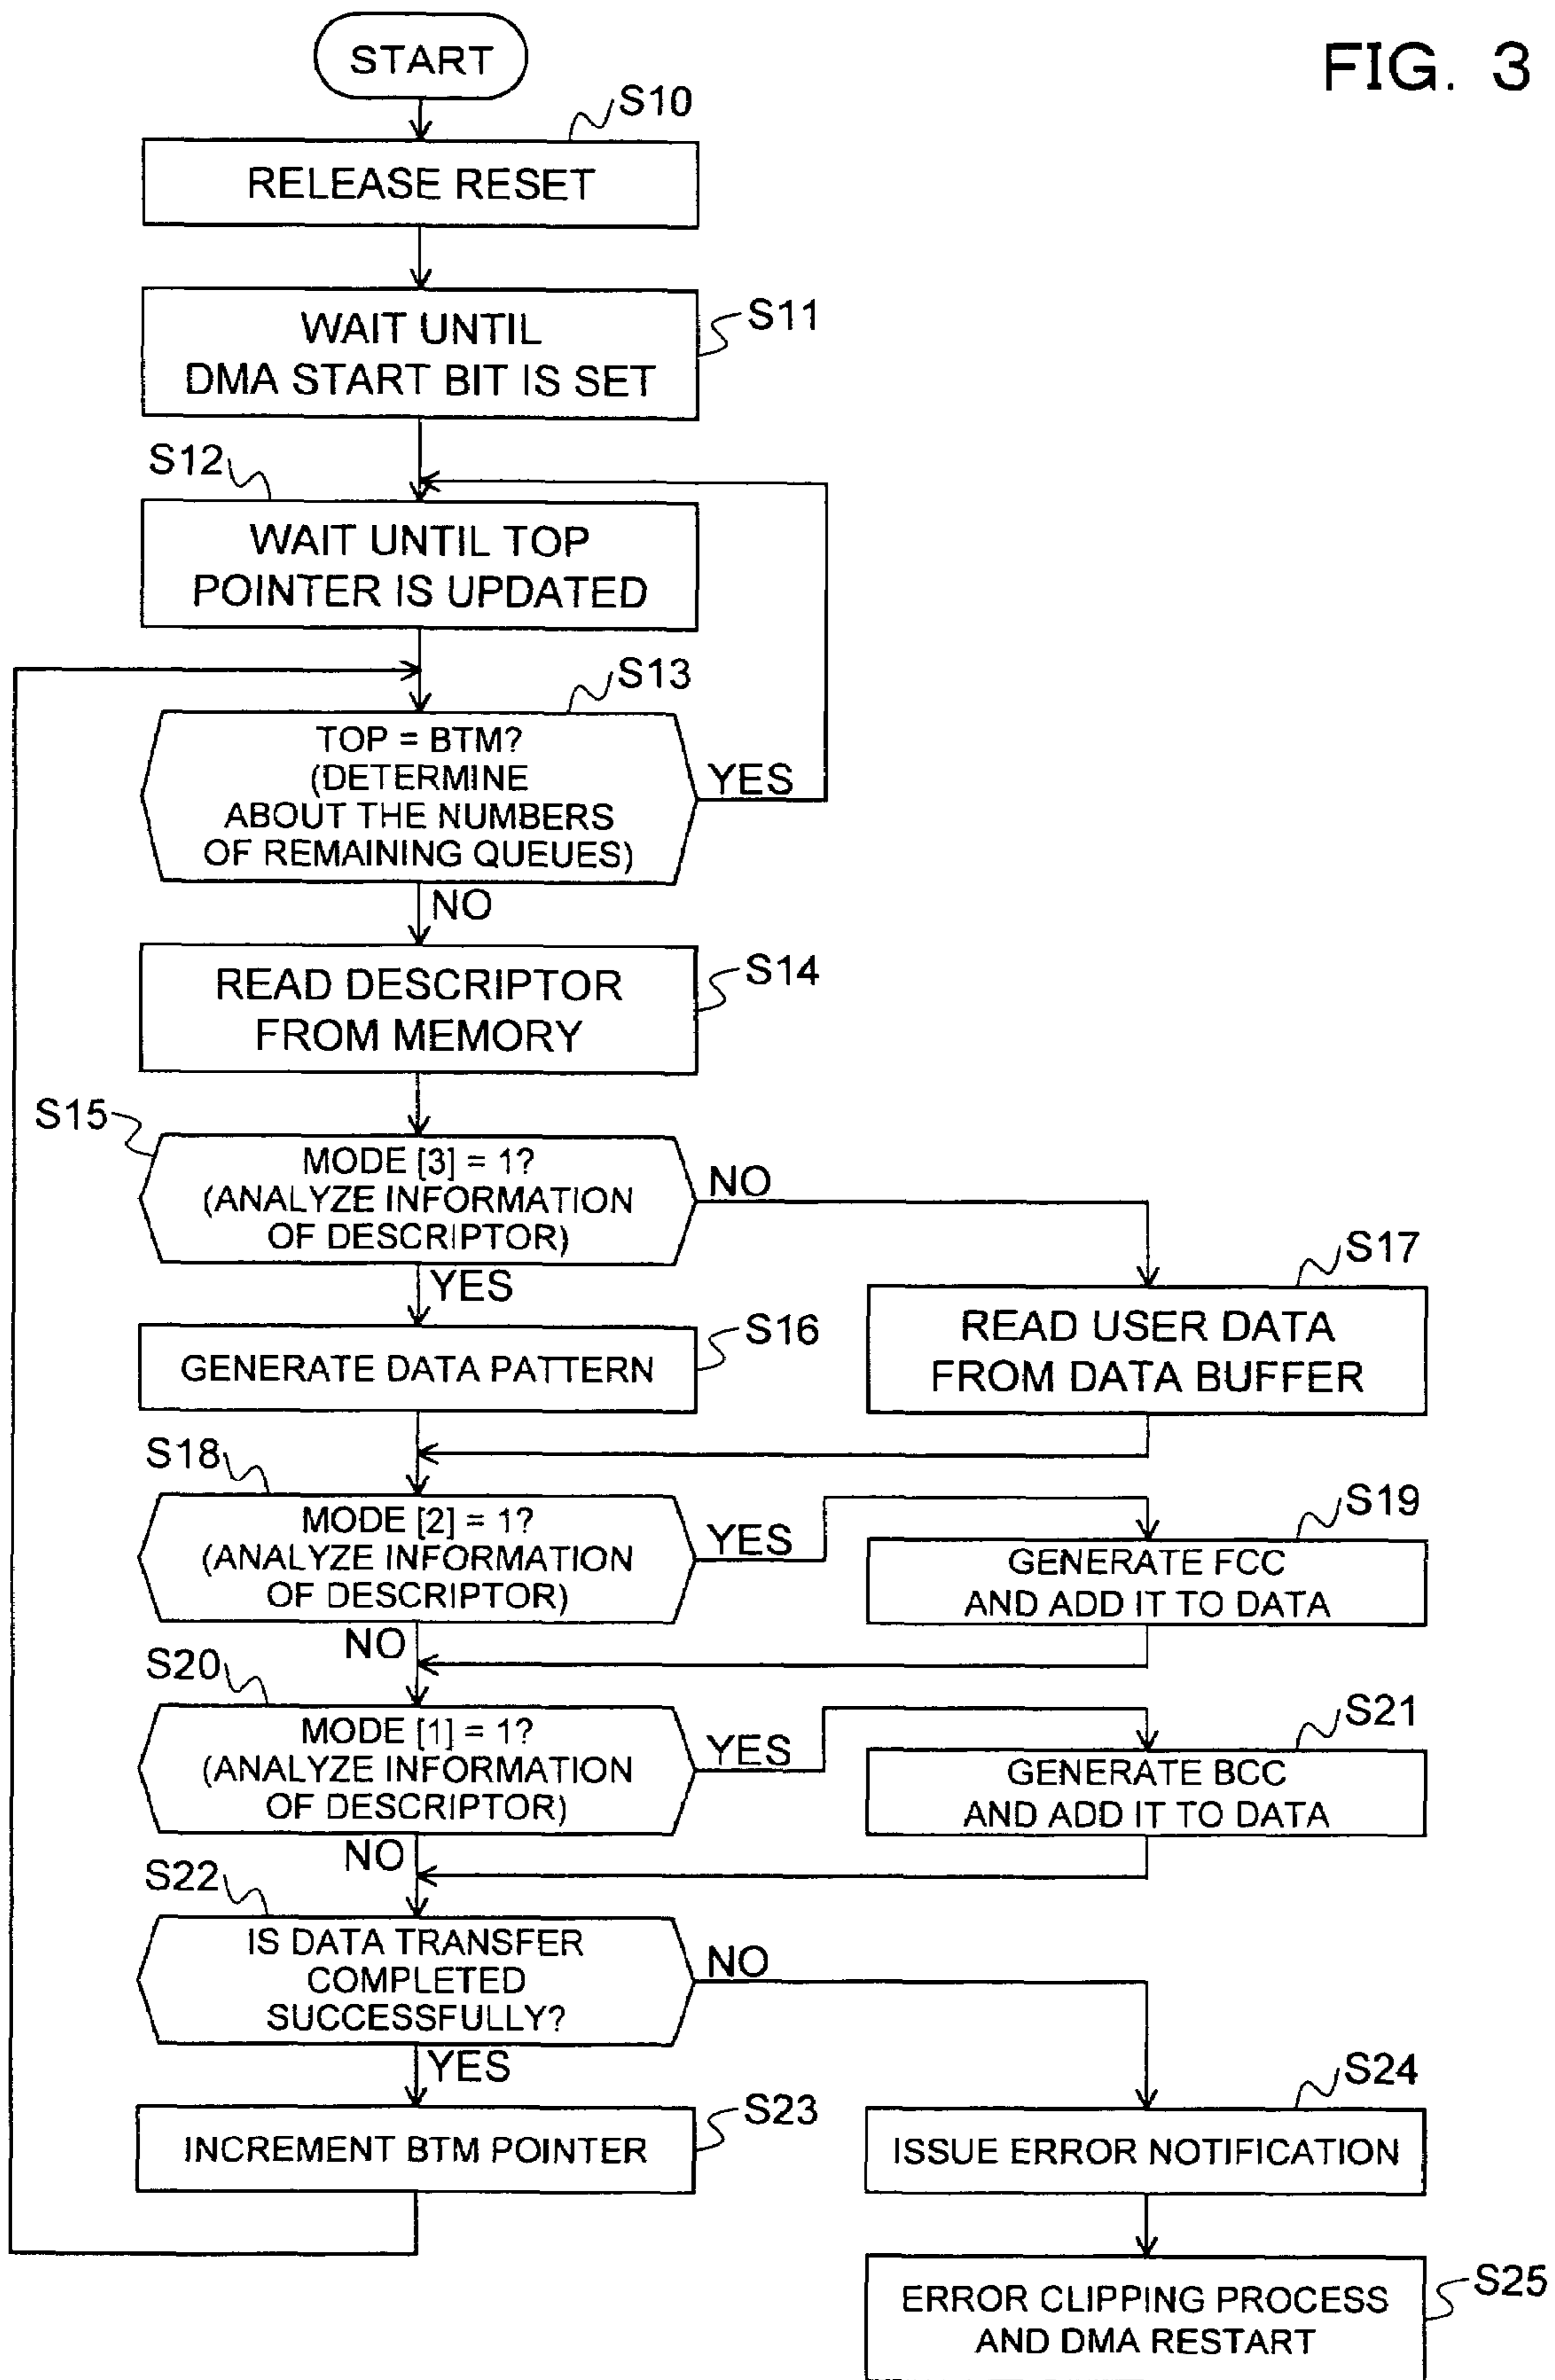 FIG. 3
START
S10
RELEASE RESET
S11
WAIT UNTIL
DMA START BIT IS SET
S12
WAIT UNTIL TOP
POINTER IS UPDATED
S13
TOP = BTM?
(DETERMINE
ABOUT THE NUMBERS
OF REMAINING QUEUES)
YES
NO
S14
READ DESCRIPTOR
FROM MEMORY
S15
MODE [3] = 1?
(ANALYZE INFORMATION
OF DESCRIPTOR)
NO
YES
S16
GENERATE DATA PATTERN
S17
READ USER DATA
FROM DATA BUFFER
S18
MODE [2] = 1?
(ANALYZE INFORMATION
OF DESCRIPTOR)
YES
S19
GENERATE FCC
AND ADD IT TO DATA
NO
S20
MODE [1] = 1?
(ANALYZE INFORMATION
OF DESCRIPTOR)
YES
S21
GENERATE BCC
AND ADD IT TO DATA
NO
S22
IS DATA TRANSFER
COMPLETED
SUCCESSFULLY?
NO
YES
S23
INCREMENT BTM POINTER
S24
ISSUE ERROR NOTIFICATION
S25
ERROR CLIPPING PROCESS
AND DMA RESTART